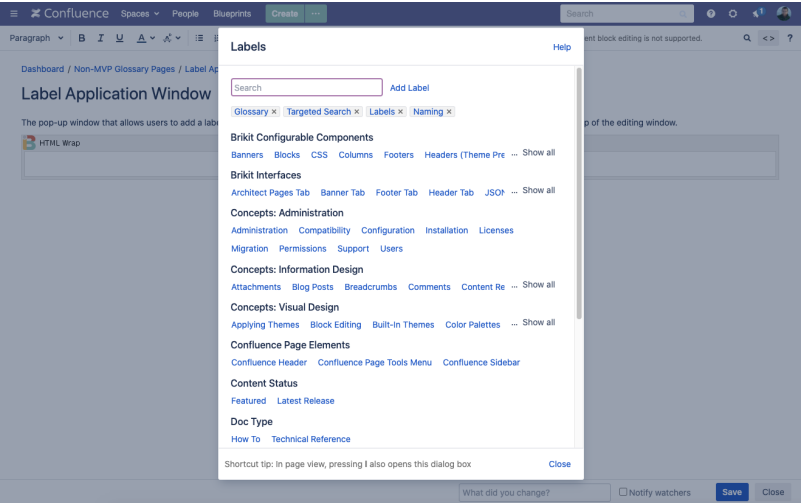 Confluence Spaces People Blueprints Create ... Search
Paragraph B I U A
ent block editing is not supported. <> ?
Dashboard / Non-MVP Glossary Pages / Label Ap
Label Application Window
The pop-up window that allows users to add a labe
p of the editing window.
HTML Wrap
Labels Help
Search Add Label
Glossary × Targeted Search × Labels × Naming ×
Brikit Configurable Components
Banners Blocks CSS Columns Footers Headers (Theme Pre ... Show all
Brikit Interfaces
Architect Pages Tab Banner Tab Footer Tab Header Tab JSON ... Show all
Concepts: Administration
Administration Compatibility Configuration Installation Licenses
Migration Permissions Support Users
Concepts: Information Design
Attachments Blog Posts Breadcrumbs Comments Content Re ... Show all
Concepts: Visual Design
Applying Themes Block Editing Built-In Themes Color Palettes ... Show all
Confluence Page Elements
Confluence Header Confluence Page Tools Menu Confluence Sidebar
Content Status
Featured Latest Release
Doc Type
How To Technical Reference
Shortcut tip: In page view, pressing l also opens this dialog box Close
What did you change? Notify watchers Save Close